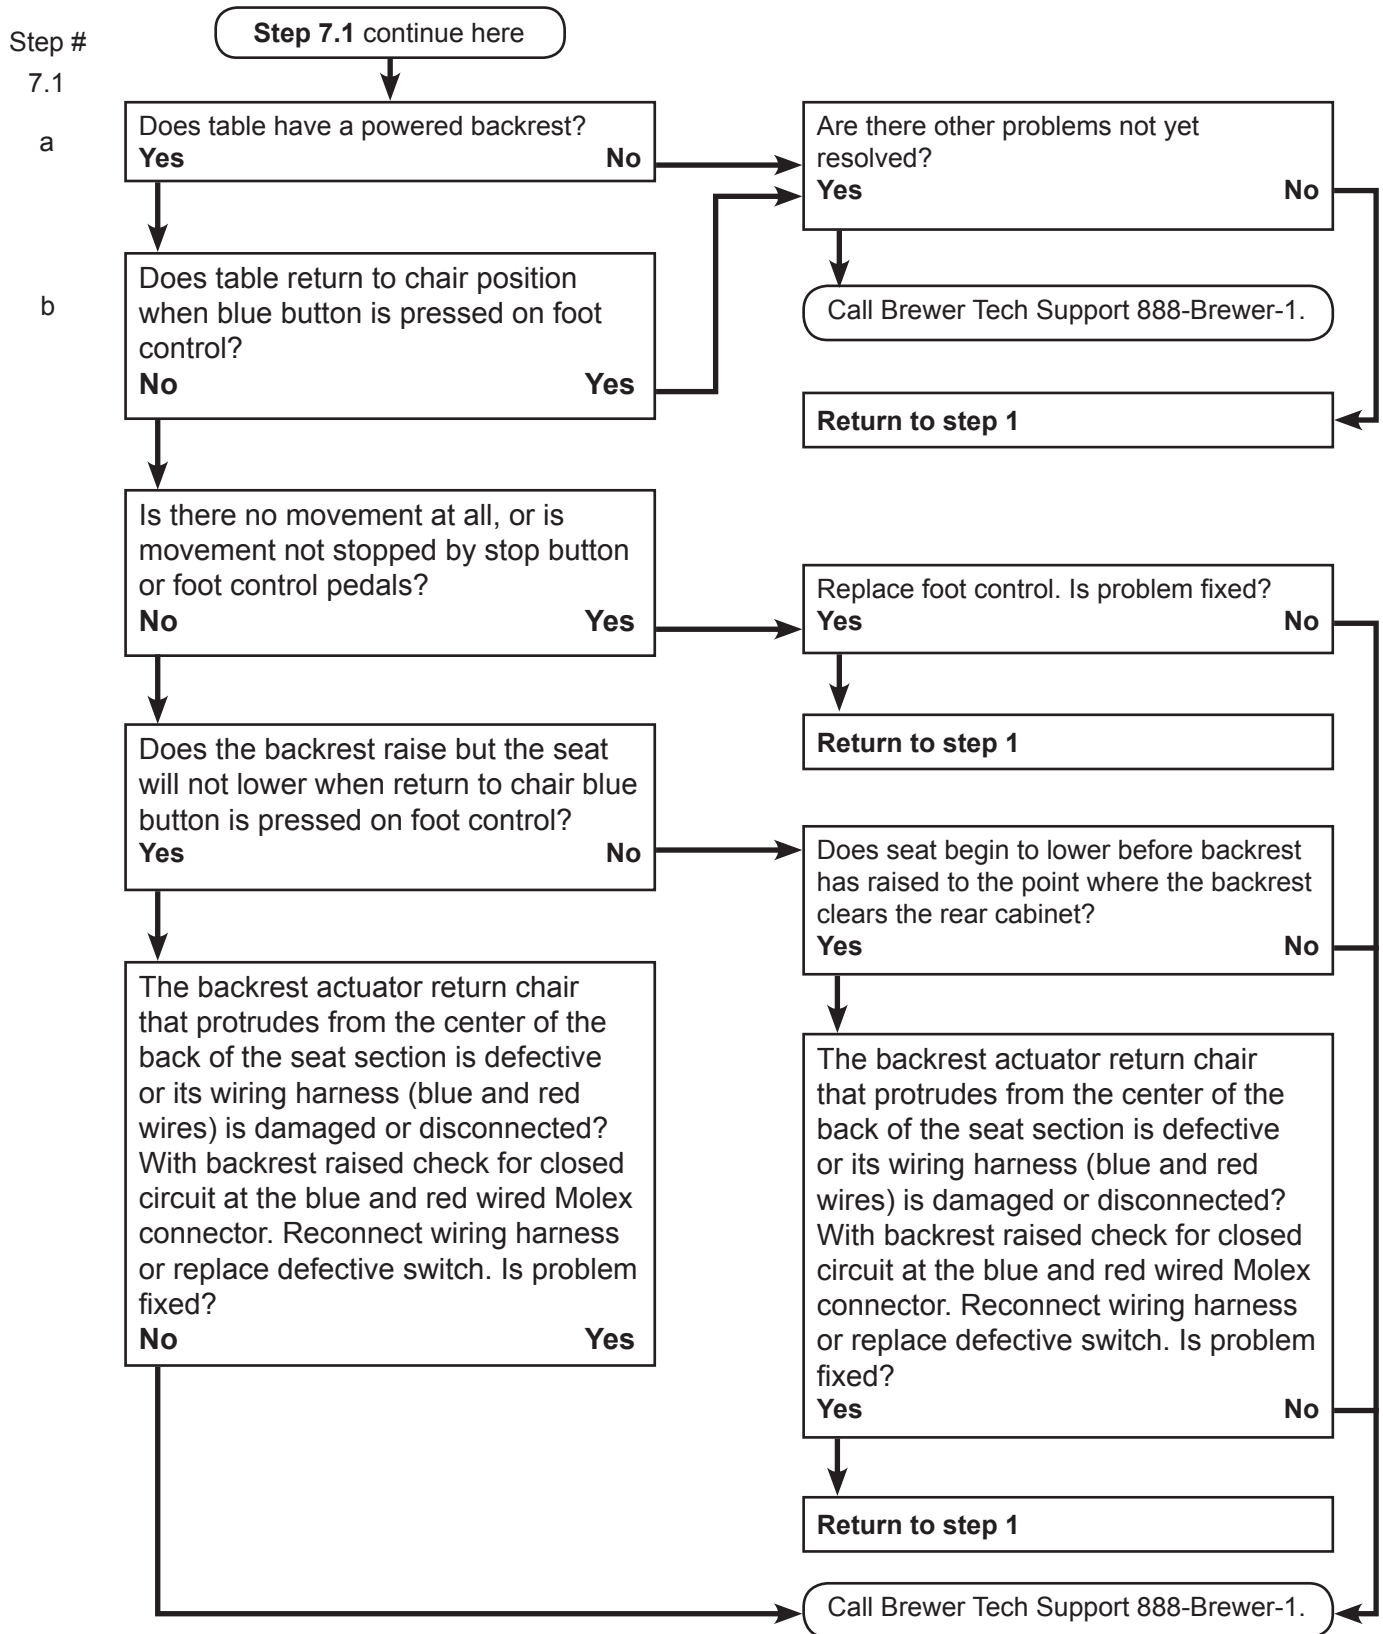 Step #
7.1
Step 7.1 continue here
a
Does table have a powered backrest?
Yes No
Are there other problems not yet
resolved?
Yes No
b
Does table return to chair position
when blue button is pressed on foot
control?
No Yes
Call Brewer Tech Support 888-Brewer-1.
Return to step 1
Is there no movement at all, or is
movement not stopped by stop button
or foot control pedals?
No Yes
Replace foot control. Is problem fixed?
Yes No
Return to step 1
Does the backrest raise but the seat
will not lower when return to chair blue
button is pressed on foot control?
Yes No
Does seat begin to lower before backrest
has raised to the point where the backrest
clears the rear cabinet?
Yes No
The backrest actuator return chair
that protrudes from the center of the
back of the seat section is defective
or its wiring harness (blue and red
wires) is damaged or disconnected?
With backrest raised check for closed
circuit at the blue and red wired Molex
connector. Reconnect wiring harness
or replace defective switch. Is problem
fixed?
No Yes
The backrest actuator return chair
that protrudes from the center of the
back of the seat section is defective
or its wiring harness (blue and red
wires) is damaged or disconnected?
With backrest raised check for closed
circuit at the blue and red wired Molex
connector. Reconnect wiring harness
or replace defective switch. Is problem
fixed?
Yes No
Return to step 1
Call Brewer Tech Support 888-Brewer-1.